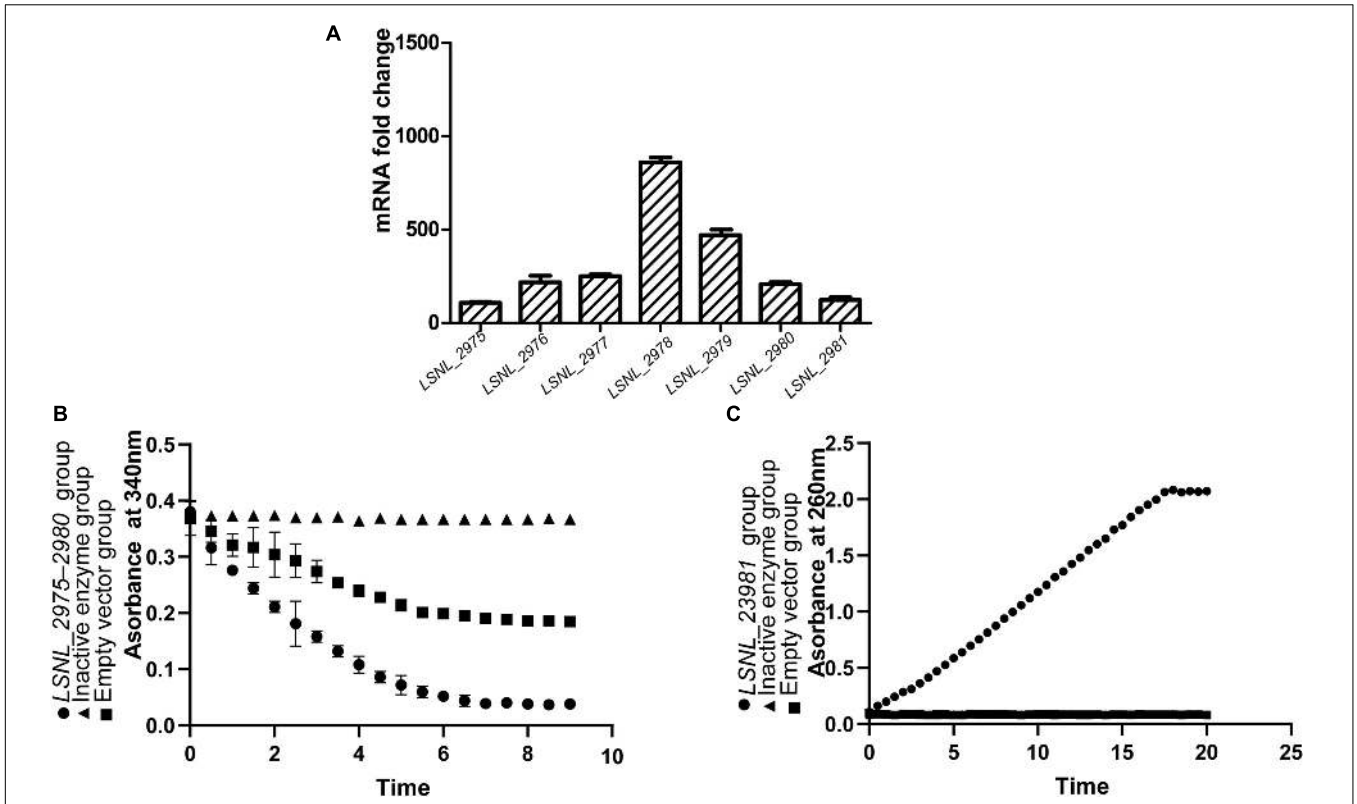 A
mRNA fold change
1500
1000
500
0
LSNL_2975
LSNL_2976
LSNL_2977
LSNL_2978
LSNL_2979
LSNL_2980
LSNL_2981
B
LSNL_2975–2980 group
Inactive enzyme group
Empty vector group
Asorbance at 340nm
0.5
0.4
0.3
0.2
0.1
0.0
0 2 4 6 8 10
Time
C
LSNL_23981 group
Inactive enzyme group
Empty vector group
Asorbance at 260nm
2.5
2.0
1.5
1.0
0.5
0.0
0 5 10 15 20 25
Time